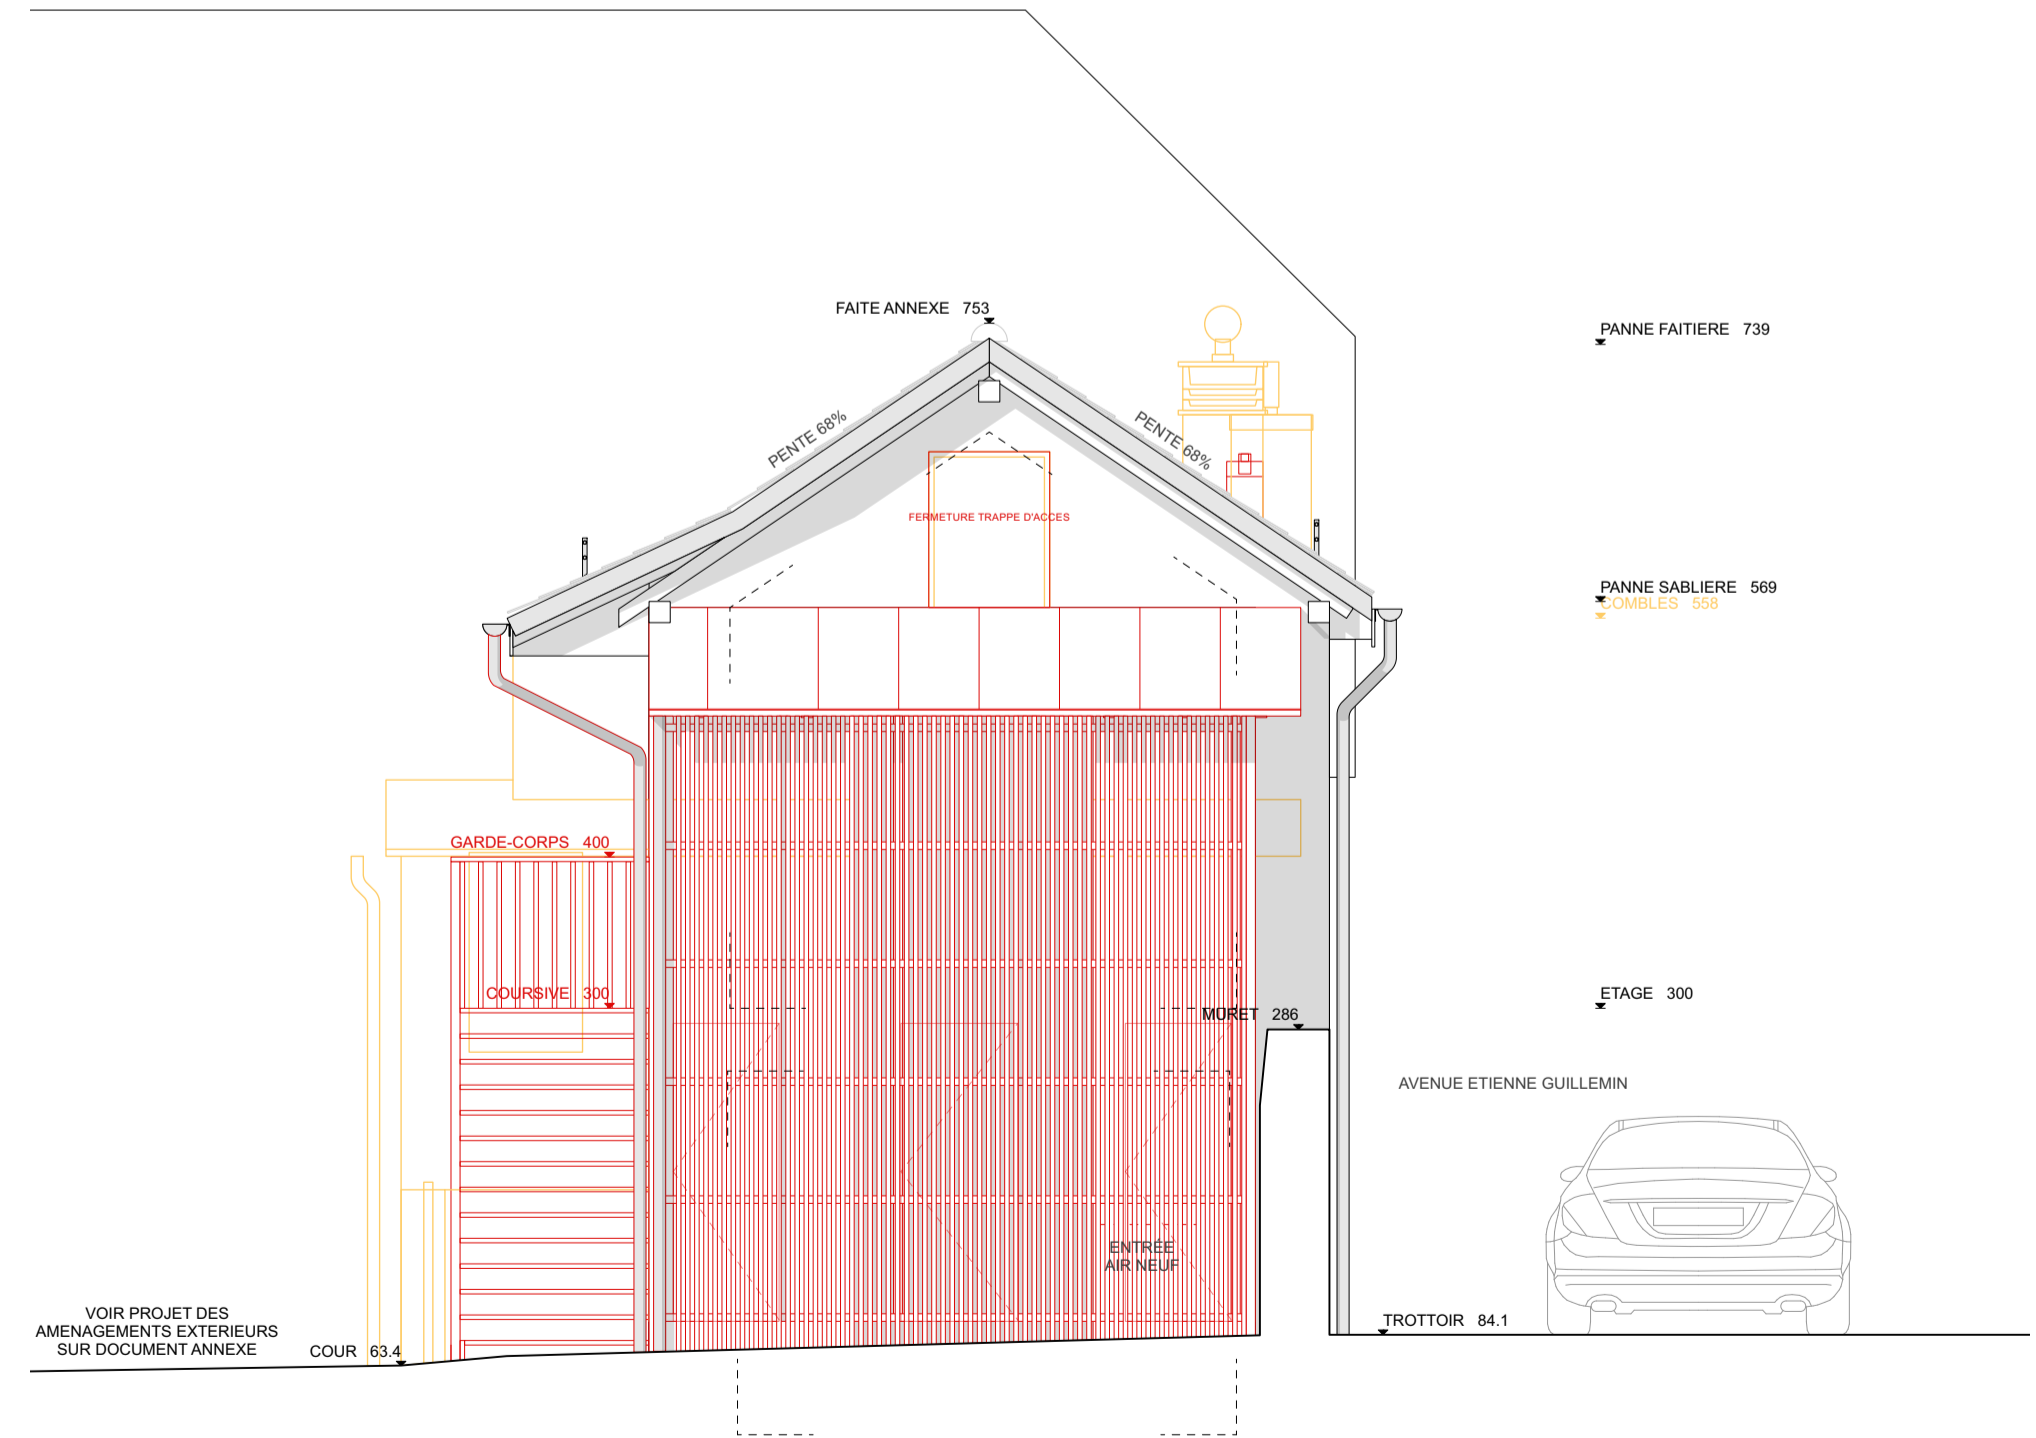 FAITE ANNEXE 753
PANNE FAITIERE 739
PENTE 68%
PENTE 68%
FERMETURE TRAPPE D'ACCES
PANNE SABLIERE 569
COMBLES 558
GARDE-CORPS 400
COURSIVE 300
ETAGE 300
MURET 286
AVENUE ETIENNE GUILLEMIN
ENTRÉE
AIR NEUF
VOIR PROJET DES
AMENAGEMENTS EXTERIEURS
SUR DOCUMENT ANNEXE
COUR 63.4
TROTTOIR 84.1